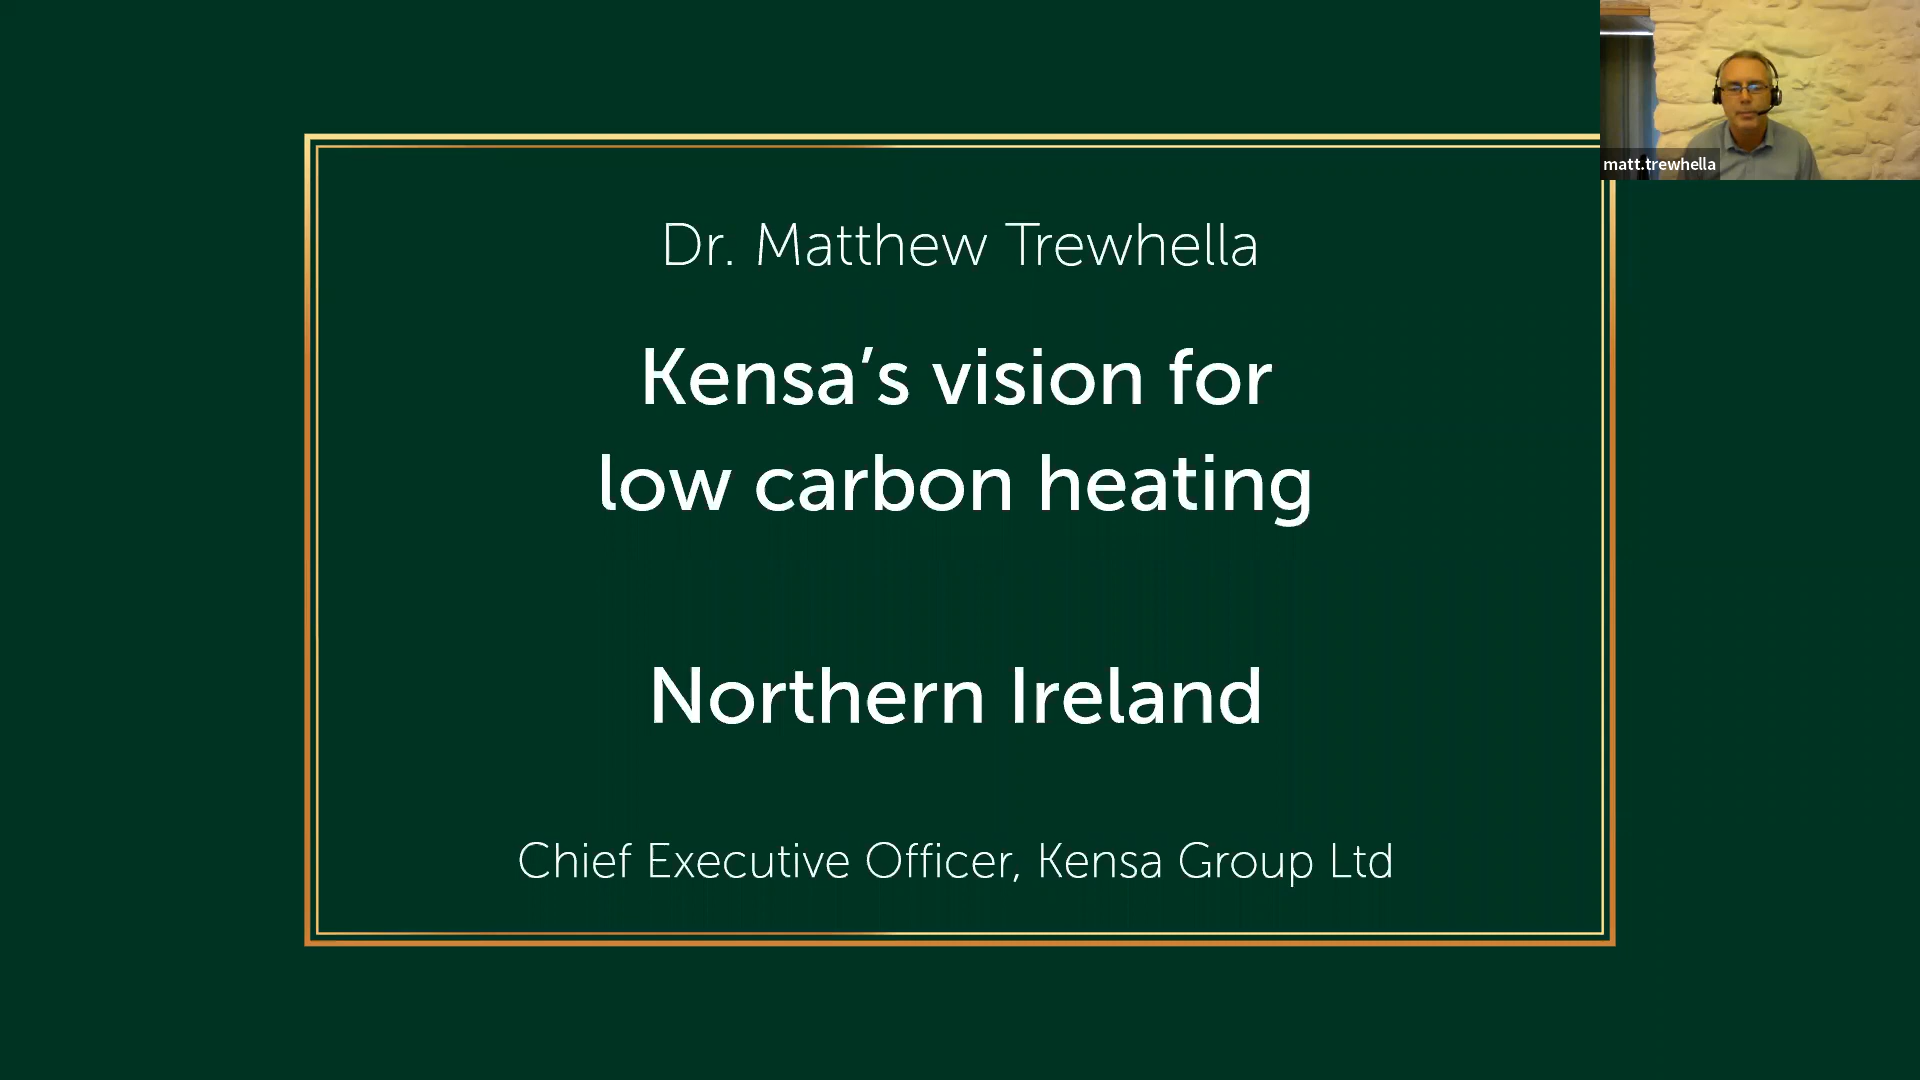 matt.trewhella
Dr. Matthew Trewhella
Kensa’s vision for
low carbon heating
Northern Ireland
Chief Executive Officer, Kensa Group Ltd